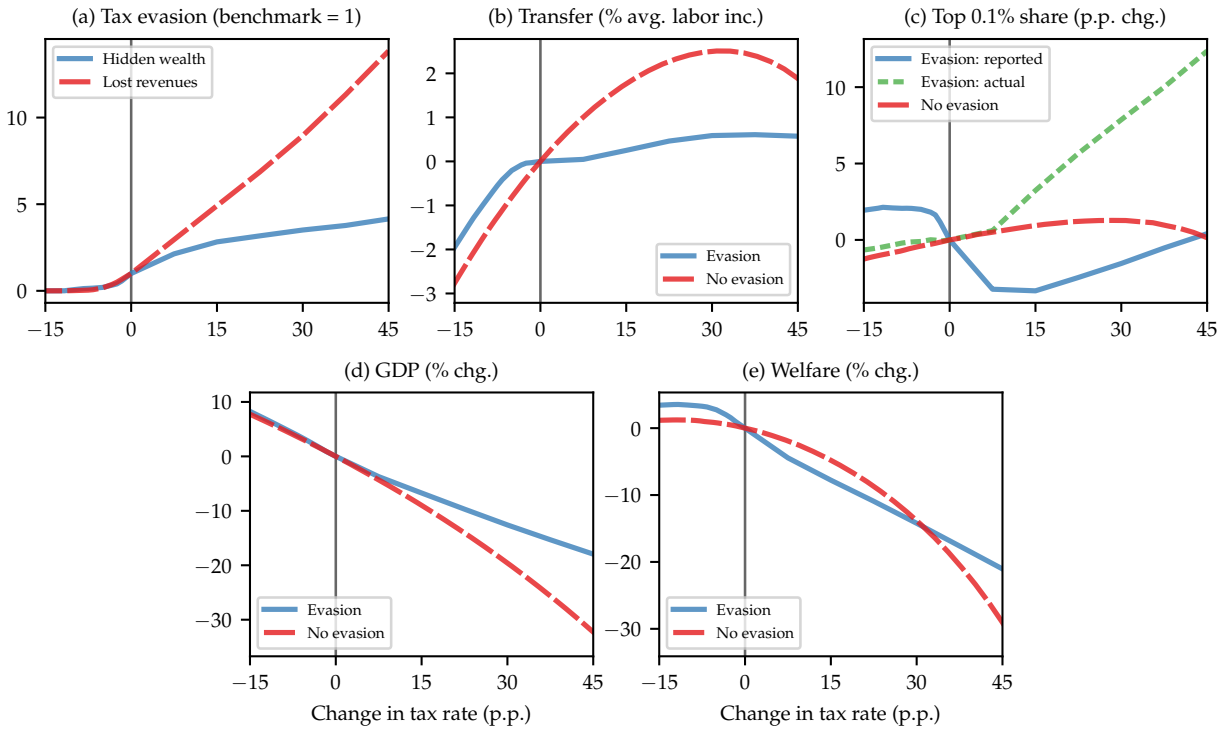 (a) Tax evasion (benchmark = 1)
Hidden wealth
Lost revenues
10
5
0
−15
0
15
30
45
(b) Transfer (% avg. labor inc.)
2
1
0
−1
−2
−3
Evasion
No evasion
−15
0
15
30
45
(c) Top 0.1% share (p.p. chg.)
Evasion: reported
Evasion: actual
No evasion
10
5
0
−15
0
15
30
45
(d) GDP (% chg.)
10
0
−10
−20
−30
Evasion
No evasion
−15
0
15
30
45
Change in tax rate (p.p.)
(e) Welfare (% chg.)
0
−10
−20
−30
Evasion
No evasion
−15
0
15
30
45
Change in tax rate (p.p.)